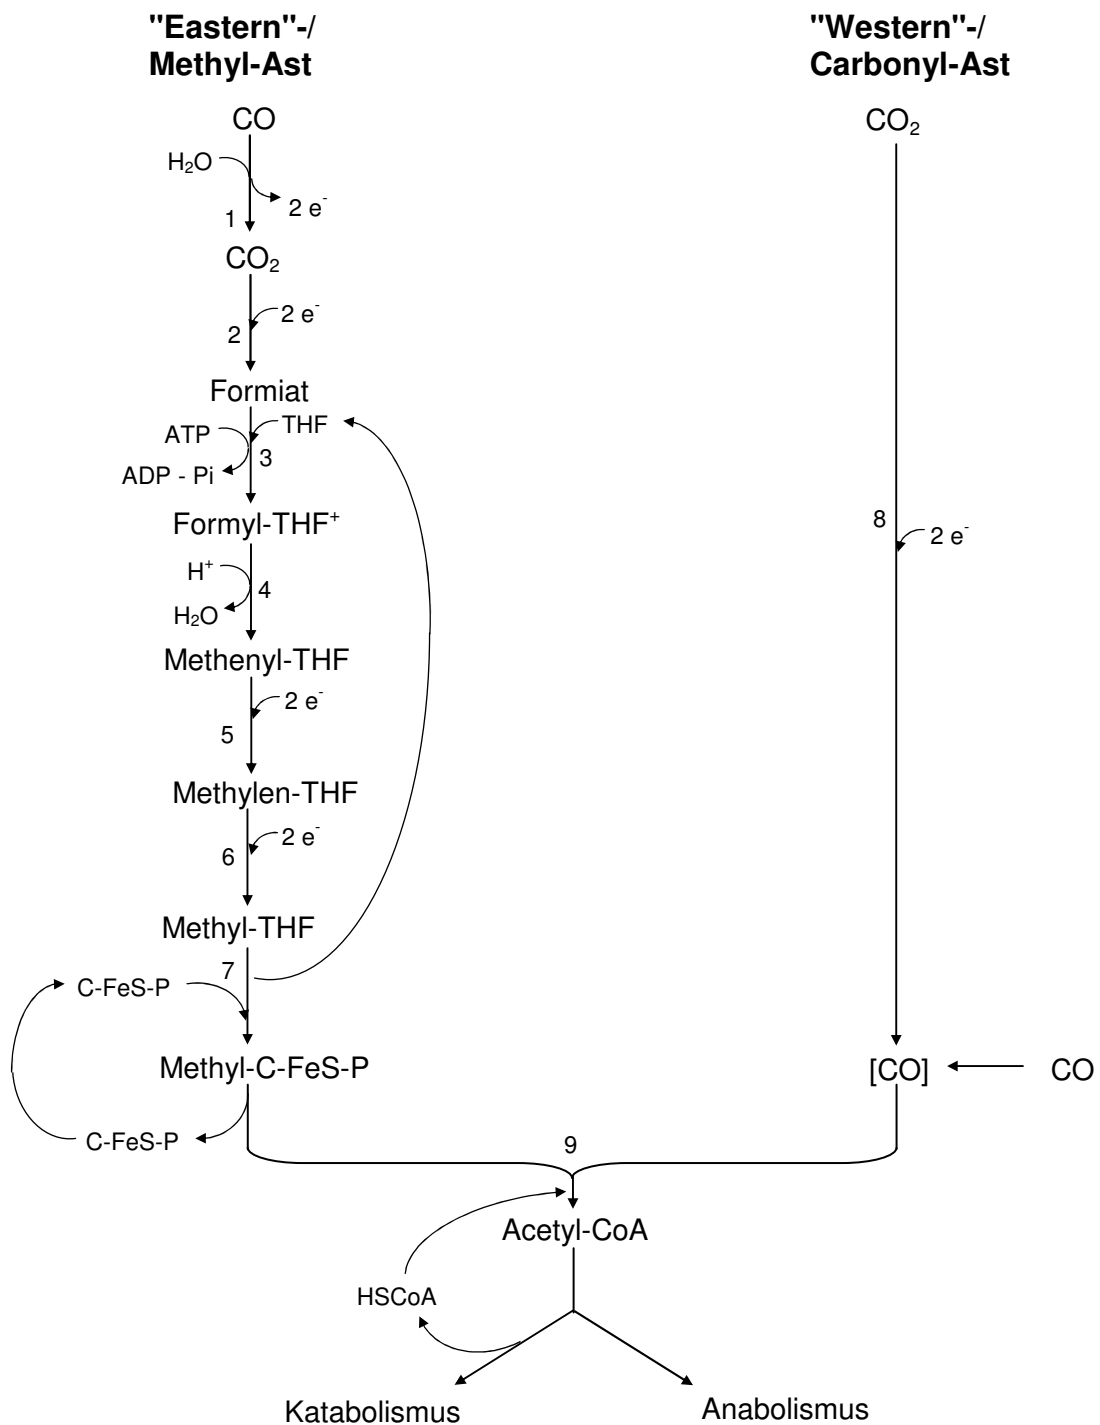 "Eastern"-/
Methyl-Ast
"Western"-/
Carbonyl-Ast
CO
CO₂
H₂O
2 e⁻
1
CO₂
2 e⁻
2
Formiat
THF
ATP
3
ADP - Pi
Formyl-THF⁺
8
2 e⁻
H⁺
4
H₂O
Methenyl-THF
2 e⁻
5
Methylen-THF
2 e⁻
6
Methyl-THF
7
C-FeS-P
Methyl-C-FeS-P
[CO]
CO
C-FeS-P
9
Acetyl-CoA
HSCoA
Katabolismus
Anabolismus